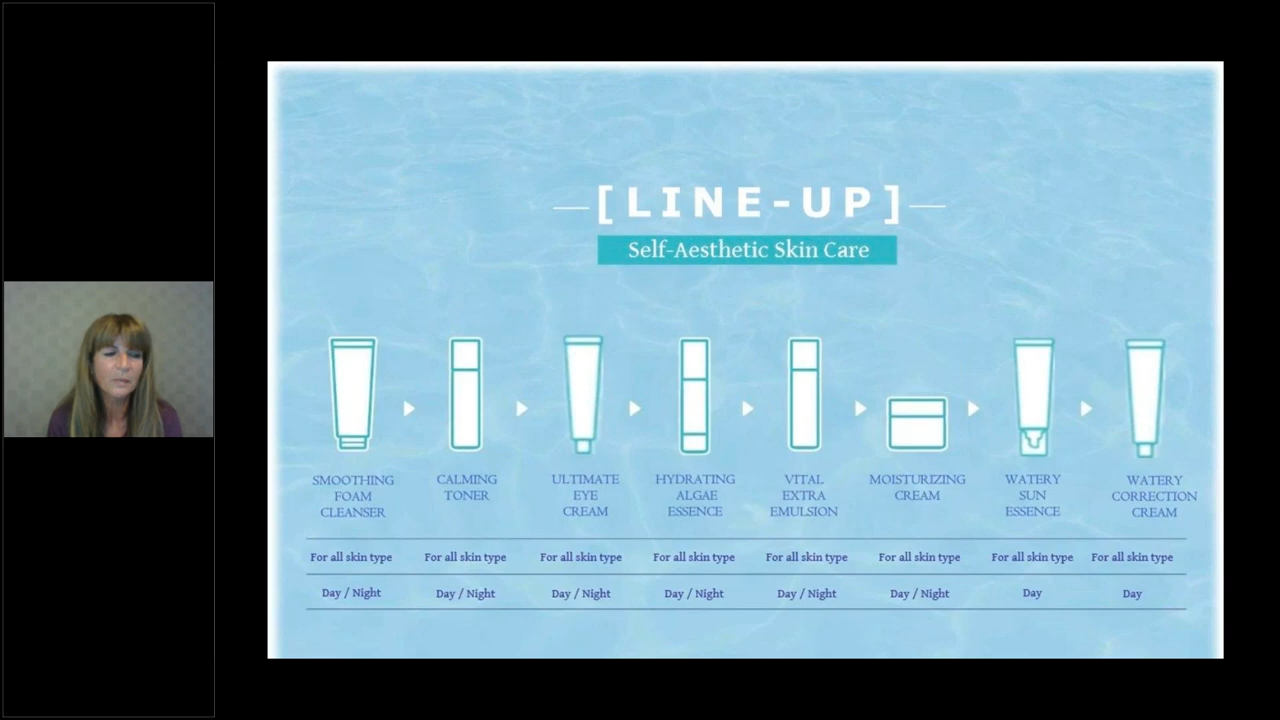 [LINE-UP]
Self-Aesthetic Skin Care
SMOOTHING
FOAM
CLEANSER
CALMING
TONER
ULTIMATE
EYE
CREAM
HYDRATING
ALGAE
ESSENCE
VITAL
EXTRA
EMULSION
MOISTURIZING
CREAM
WATERY
SUN
ESSENCE
WATERY
CORRECTION
CREAM
For all skin type For all skin type For all skin type For all skin type For all skin type For all skin type For all skin type For all skin type
Day / Night Day / Night Day / Night Day / Night Day / Night Day / Night Day Day